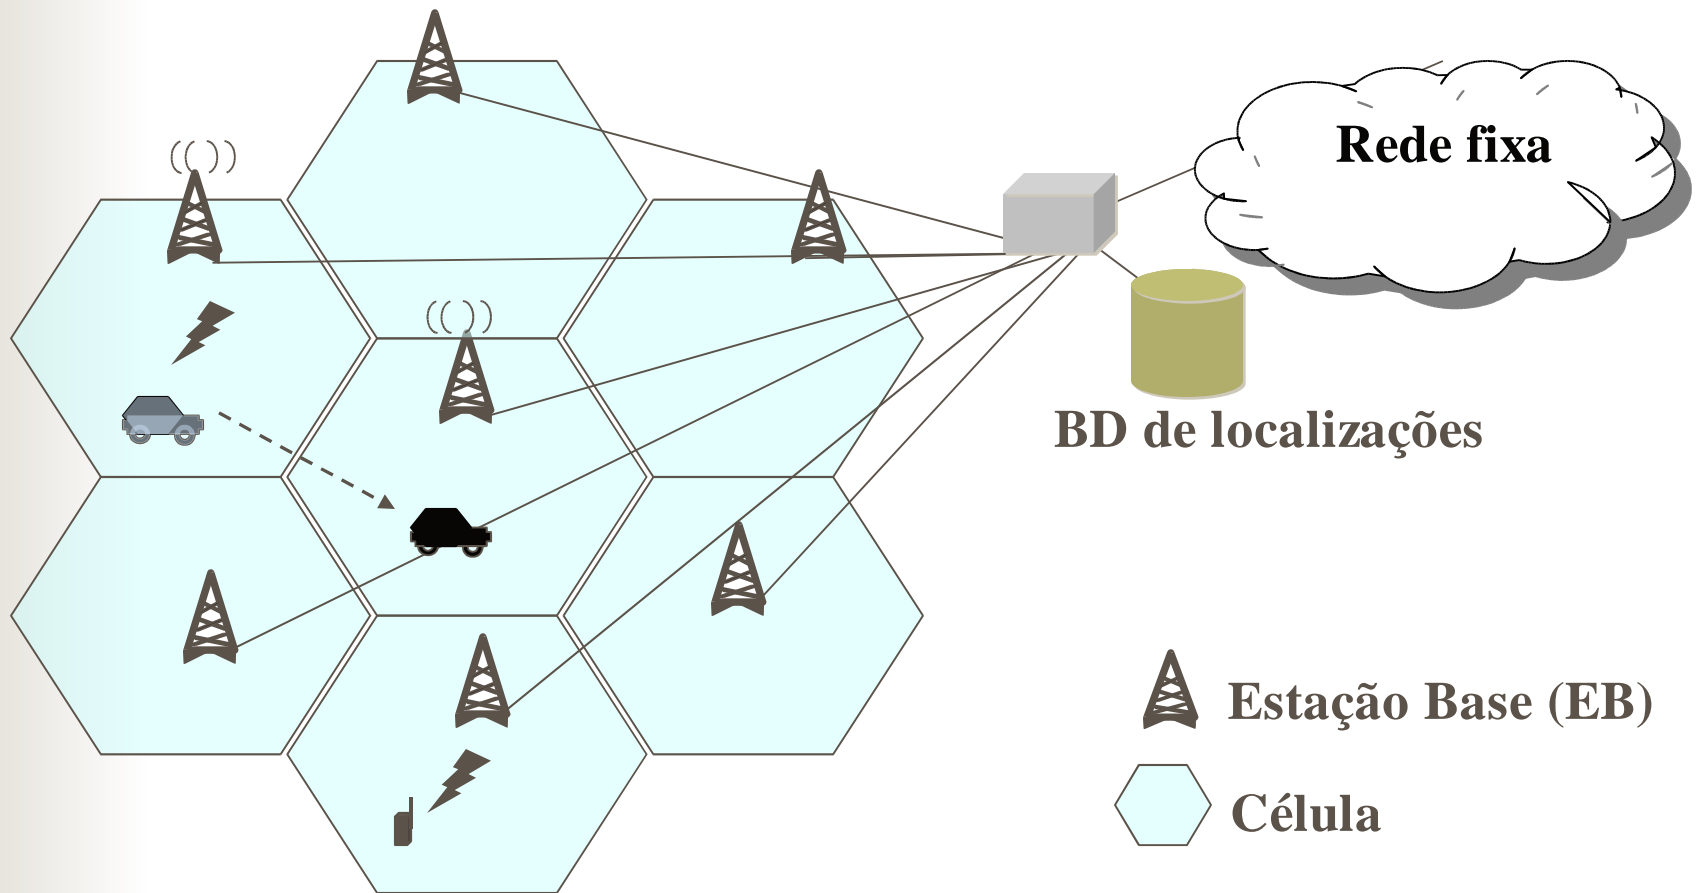 Rede fixa
BD de localizações
Estação Base (EB)
Célula